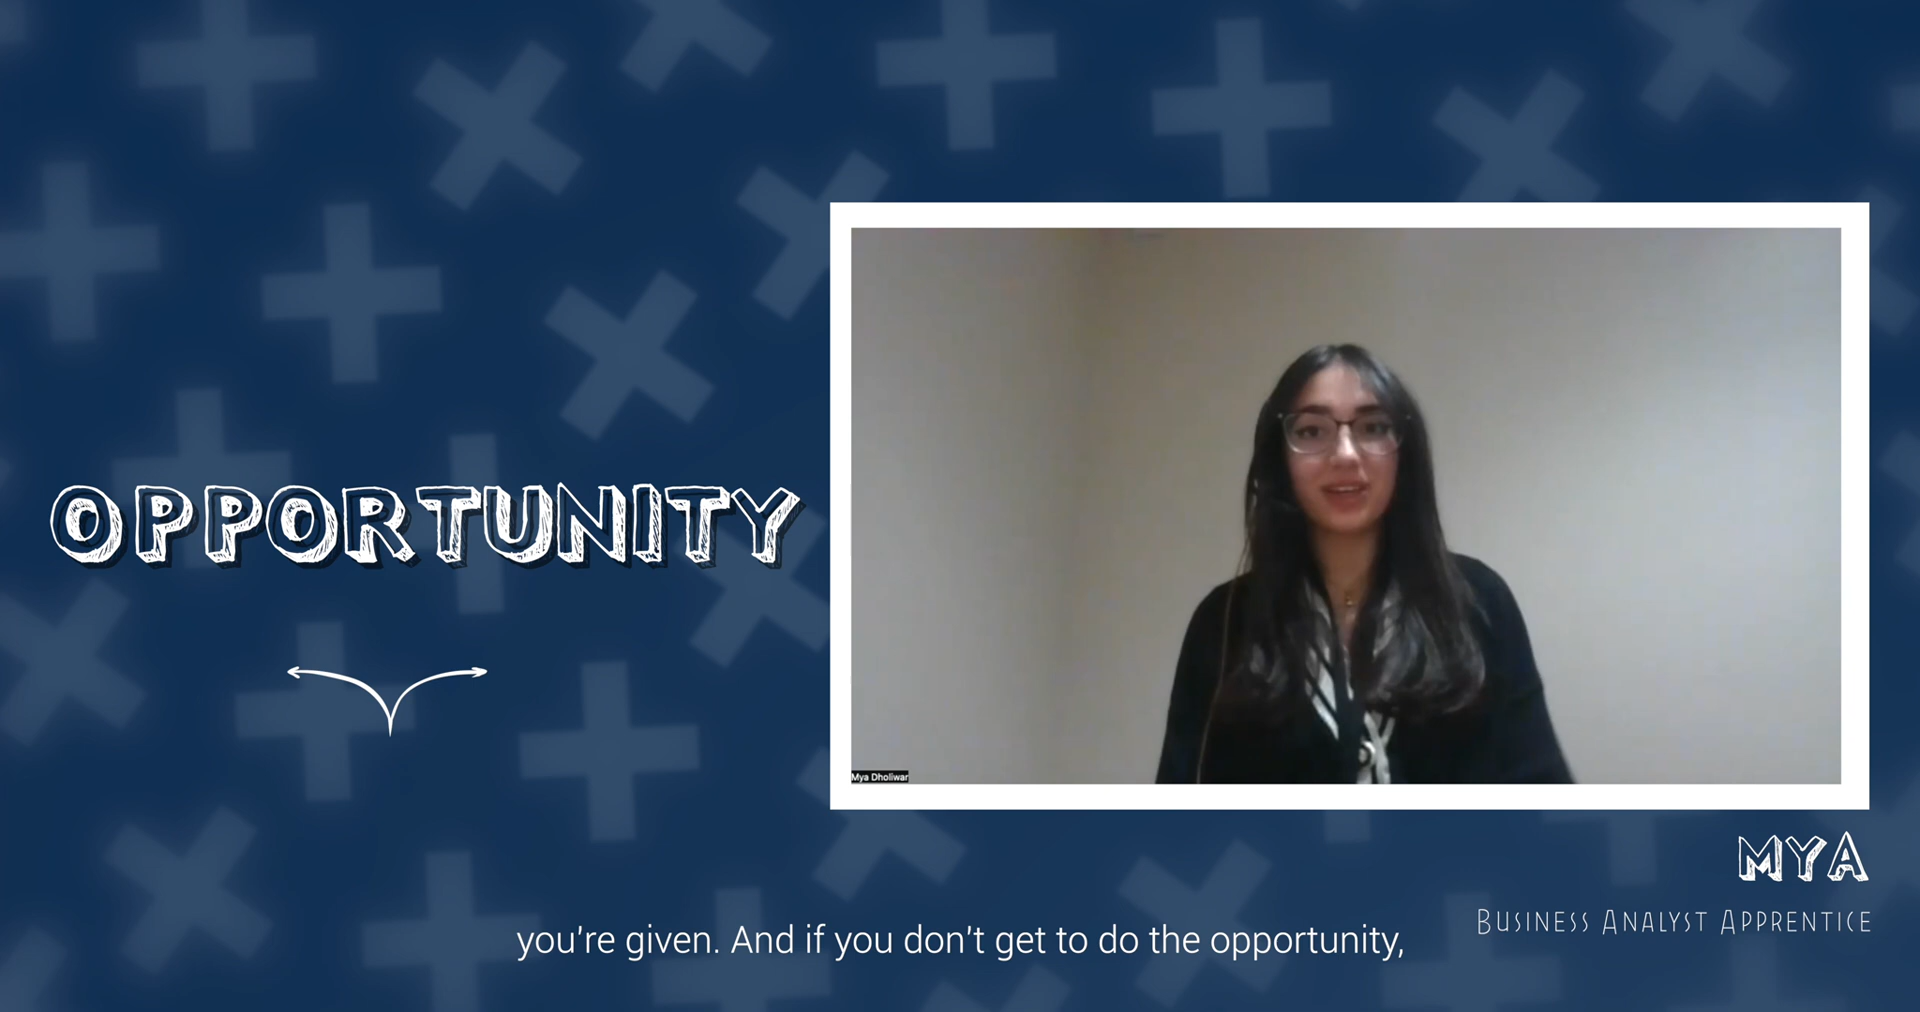 OPPORTUNITY
Mya Dholiwar
MYA
BUSINESS ANALYST APPRENTICE
you're given. And if you don't get to do the opportunity,